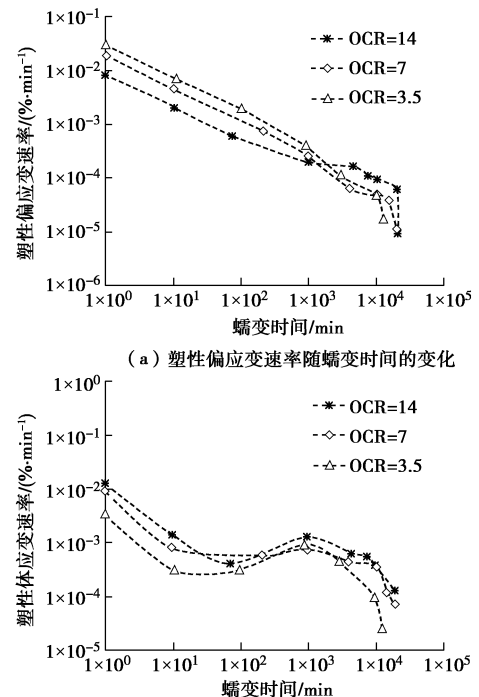 塑性偏应变速率/(%·min⁻¹)
1×10⁻¹
1×10⁻²
1×10⁻³
1×10⁻⁴
1×10⁻⁵
1×10⁻⁶
OCR=14
OCR=7
OCR=3.5
1×10⁰ 1×10¹ 1×10² 1×10³ 1×10⁴ 1×10⁵
蠕变时间/min
（a）塑性偏应变速率随蠕变时间的变化
塑性体应变速率/(%·min⁻¹)
1×10⁰
1×10⁻¹
1×10⁻²
1×10⁻³
1×10⁻⁴
1×10⁻⁵
OCR=14
OCR=7
OCR=3.5
1×10⁰ 1×10¹ 1×10² 1×10³ 1×10⁴ 1×10⁵
蠕变时间/min